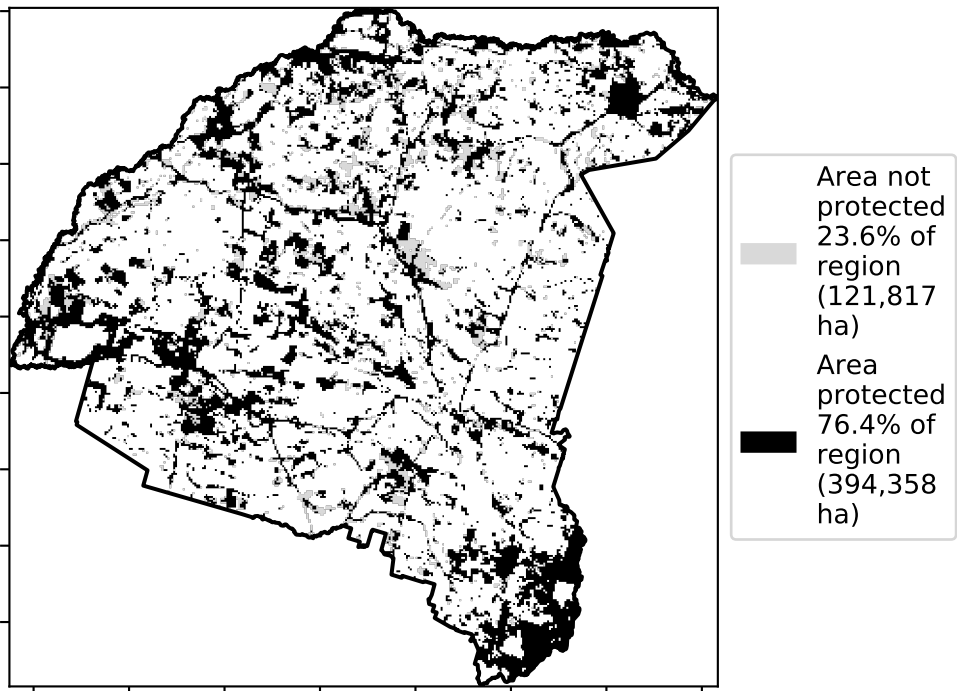 Area not
protected
23.6% of
region
(121,817
ha)
Area
protected
76.4% of
region
(394,358
ha)